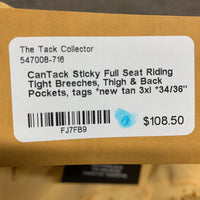 The Tack Collector
547008-716
CanTack Sticky Full Seat Riding
Tight Breeches, Thigh & Back
Pockets, tags *new tan 3xl *34/36"
FJ7FB9
$108.50